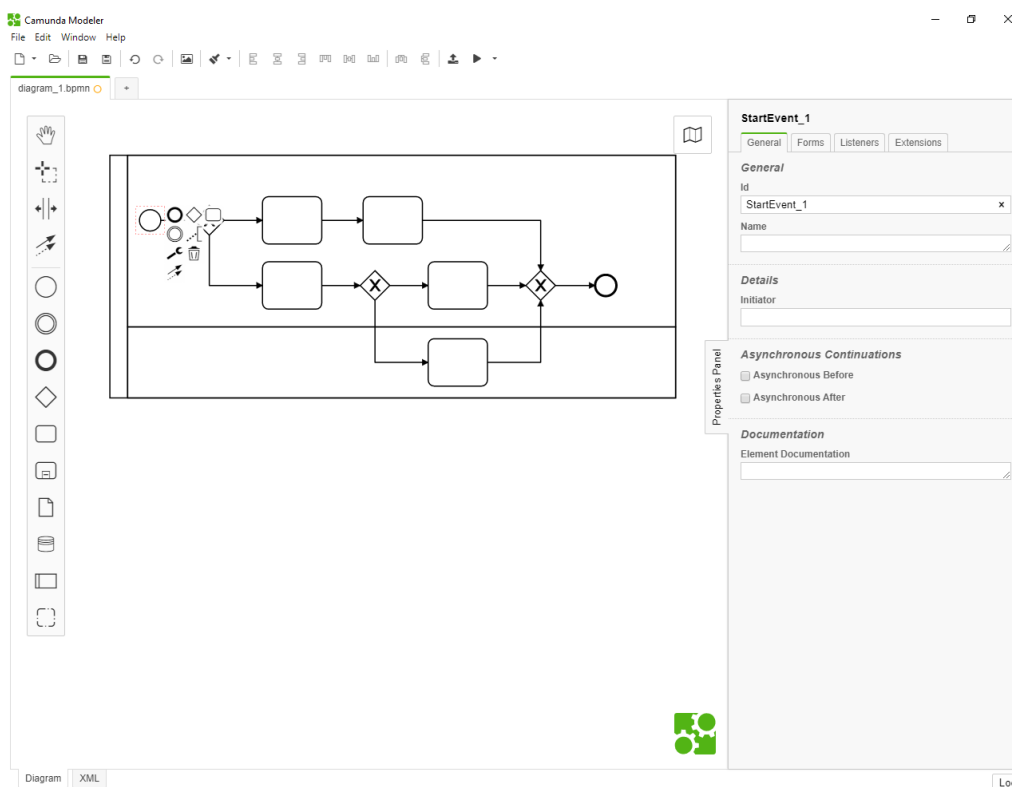 Camunda Modeler
File Edit Window Help
diagram_1.bpmn
+
StartEvent_1
General Forms Listeners Extensions
General
Id
StartEvent_1 ×
Name
Details
Initiator
Properties Panel
Asynchronous Continuations
Asynchronous Before
Asynchronous After
Documentation
Element Documentation
Diagram XML